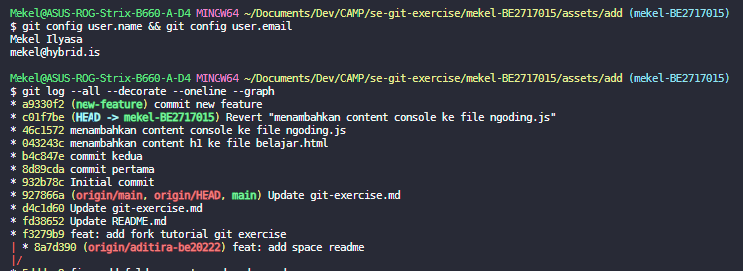 Mekel@ASUS-ROG-Strix-B660-A-D4 MINGW64 ~/Documents/Dev/CAMP/se-git-exercise/mekel-BE2717015/assets/add (mekel-BE2717015)
$ git config user.name && git config user.email
Mekel Ilyasa
mekel@hybrid.is
Mekel@ASUS-ROG-Strix-B660-A-D4 MINGW64 ~/Documents/Dev/CAMP/se-git-exercise/mekel-BE2717015/assets/add (mekel-BE2717015)
$ git log --all --decorate --oneline --graph
* a9330f2 (new-feature) commit new feature
* c01f7be (HEAD -> mekel-BE2717015) Revert "menambahkan content console ke file ngoding.js"
* 46c1572 menambahkan content console ke file ngoding.js
* 043243c menambahkan content h1 ke file belajar.html
* b4c847e commit kedua
* 8d89cda commit pertama
* 932b78c Initial commit
* 927866a (origin/main, origin/HEAD, main) Update git-exercise.md
* d4c1d60 Update git-exercise.md
* fd38652 Update README.md
* f3279b9 feat: add fork tutorial git exercise
| * 8a7d390 (origin/aditira-be20222) feat: add space readme
|/